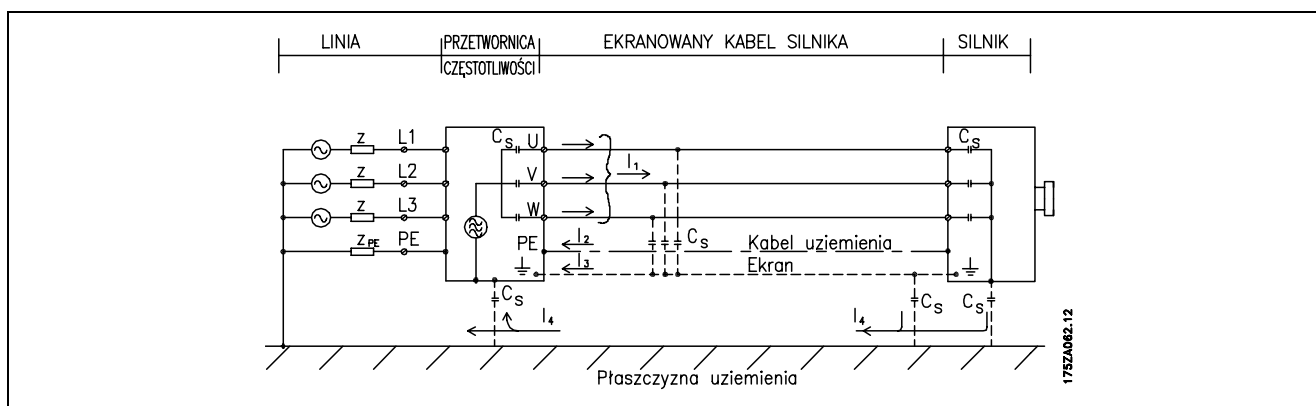 LINIA PRZETWORNICA CZĘSTOTLIWOŚCI EKRANOWANY KABEL SILNIKA SILNIK
z L1 Cs U Cs
I1
z L2 V
z L3 W
zPE PE PE I2 Cs Kabel uziemienia
I3 Ekran
Cs Cs Cs
I4 I4
Płaszczyzna uziemienia
175ZA062.12